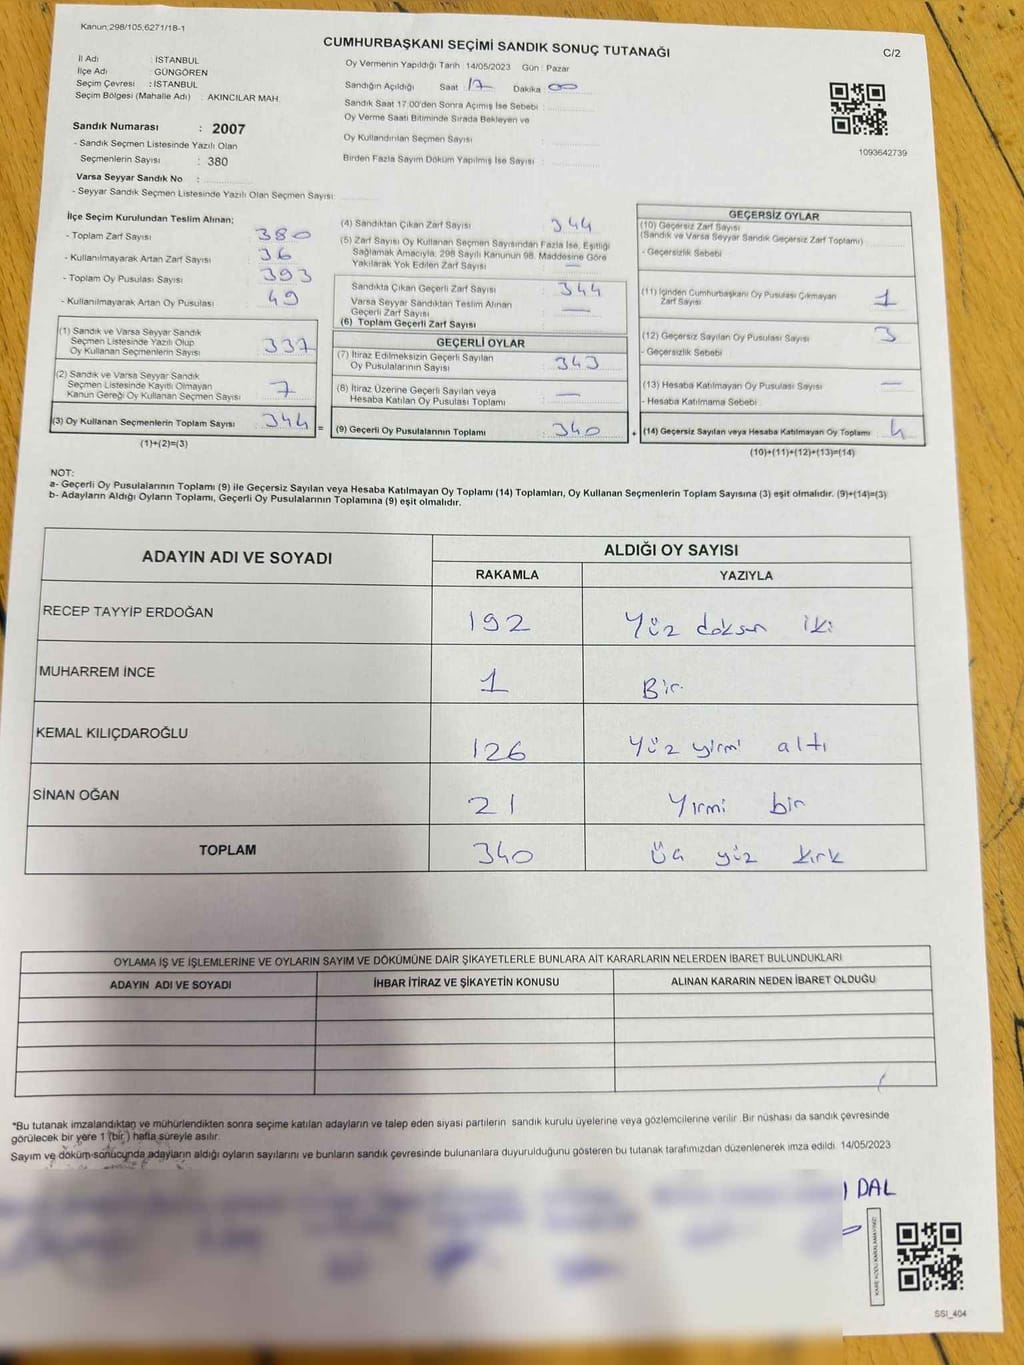 Kanun,298/105,6271/18-1
CUMHURBAŞKANI SEÇİMİ SANDIK SONUÇ TUTANAĞI
C/2
İl Adı : İSTANBUL
İlçe Adı : GÜNGÖREN
Seçim Çevresi : İSTANBUL
Seçim Bölgesi (Mahalle Adı) : AKINCILAR MAH.
Oy Vermenin Yapıldığı Tarih 14/05/2023 Gün : Pazar
Sandığın Açıldığı Saat 17 Dakika : 00
Sandık Saat 17.00'den Sonra Açımış İse Sebebi :
Oy Verme Saati Bitiminde Sırada Bekleyen ve
Oy Kullandırılan Seçmen Sayısı :
Birden Fazla Sayım Döküm Yapılmış İse Sayısı :
1093642739
Sandık Numarası : 2007
- Sandık Seçmen Listesinde Yazılı Olan
Seçmenlerin Sayısı : 380
Varsa Seyyar Sandık No :
- Seyyar Sandık Seçmen Listesinde Yazılı Olan Seçmen Sayısı:
İlçe Seçim Kurulundan Teslim Alınan;
- Toplam Zarf Sayısı : 380
- Kullanılmayarak Artan Zarf Sayısı : 36
- Toplam Oy Pusulası Sayısı : 393
- Kullanılmayarak Artan Oy Pusulası : 49
(1) Sandık ve Varsa Seyyar Sandık
Seçmen Listesinde Yazılı Olup
Oy Kullanan Seçmenlerin Sayısı : 337
(2) Sandık ve Varsa Seyyar Sandık
Seçmen Listesinde Kayıtlı Olmayan
Kanun Gereği Oy Kullanan Seçmen Sayısı : 7
(3) Oy Kullanan Seçmenlerin Toplam Sayısı : 344 =
(1)+(2)=(3)
(4) Sandıktan Çıkan Zarf Sayısı : 344
(5) Zarf Sayısı Oy Kullanan Seçmen Sayısından Fazla İse, Eşitliği
Sağlamak Amacıyla, 298 Sayılı Kanunun 98. Maddesine Göre
Yakılarak Yok Edilen Zarf Sayısı : —
Sandıkta Çıkan Geçerli Zarf Sayısı : 344
Varsa Seyyar Sandıktan Teslim Alınan
Geçerli Zarf Sayısı : —
(6) Toplam Geçerli Zarf Sayısı
GEÇERLİ OYLAR
(7) İtiraz Edilmeksizin Geçerli Sayılan
Oy Pusulalarının Sayısı : 343
(8) İtiraz Üzerine Geçerli Sayılan veya
Hesaba Katılan Oy Pusulası Toplamı : —
(9) Geçerli Oy Pusulalarının Toplamı : 340 +
GEÇERSİZ OYLAR
(10) Geçersiz Zarf Sayısı
(Sandık ve Varsa Seyyar Sandık Geçersiz Zarf Toplamı)
- Geçersizlik Sebebi :
(11) İçinden Cumhurbaşkanı Oy Pusulası Çıkmayan
Zarf Sayısı : 1
(12) Geçersiz Sayılan Oy Pusulası Sayısı : 3
- Geçersizlik Sebebi :
(13) Hesaba Katılmayan Oy Pusulası Sayısı : —
- Hesaba Katılmama Sebebi :
(14) Geçersiz Sayılan veya Hesaba Katılmayan Oy Toplamı : 4
(10)+(11)+(12)+(13)=(14)
NOT:
a- Geçerli Oy Pusulalarının Toplamı (9) ile Geçersiz Sayılan veya Hesaba Katılmayan Oy Toplamı (14) Toplamları, Oy Kullanan Seçmenlerin Toplam Sayısına (3) eşit olmalıdır. (9)+(14)=(3)
b- Adayların Aldığı Oyların Toplamı, Geçerli Oy Pusulalarının Toplamına (9) eşit olmalıdır.
ADAYIN ADI VE SOYADI
ALDIĞI OY SAYISI
RAKAMLA YAZIYLA
RECEP TAYYİP ERDOĞAN 192 Yüz doksan iki
MUHARREM İNCE 1 Bir
KEMAL KILIÇDAROĞLU 126 Yüz yirmi altı
SİNAN OĞAN 21 Yirmi bir
TOPLAM 340 Üç yüz kırk
OYLAMA İŞ VE İŞLEMLERİNE VE OYLARIN SAYIM VE DÖKÜMÜNE DAİR ŞİKAYETLERLE BUNLARA AİT KARARLARIN NELERDEN İBARET BULUNDUKLARI
ADAYIN ADI VE SOYADI İHBAR İTİRAZ VE ŞİKAYETİN KONUSU ALINAN KARARIN NEDEN İBARET OLDUĞU
*Bu tutanak imzalandıktan ve mühürlendikten sonra seçime katılan adayların ve talep eden siyasi partilerin sandık kurulu üyelerine veya gözlemcilerine verilir. Bir nüshası da sandık çevresinde
görülecek bir yere 1 (bir ) hafta süreyle asılır.
Sayım ve döküm sonucunda adayların aldığı oyların sayılarını ve bunların sandık çevresinde bulunanlara duyurulduğunu gösteren bu tutanak tarafımızdan düzenlenerek imza edildi. 14/05/2023
DAL
KARE KODU KARALAMAYINIZ!
SSI_404